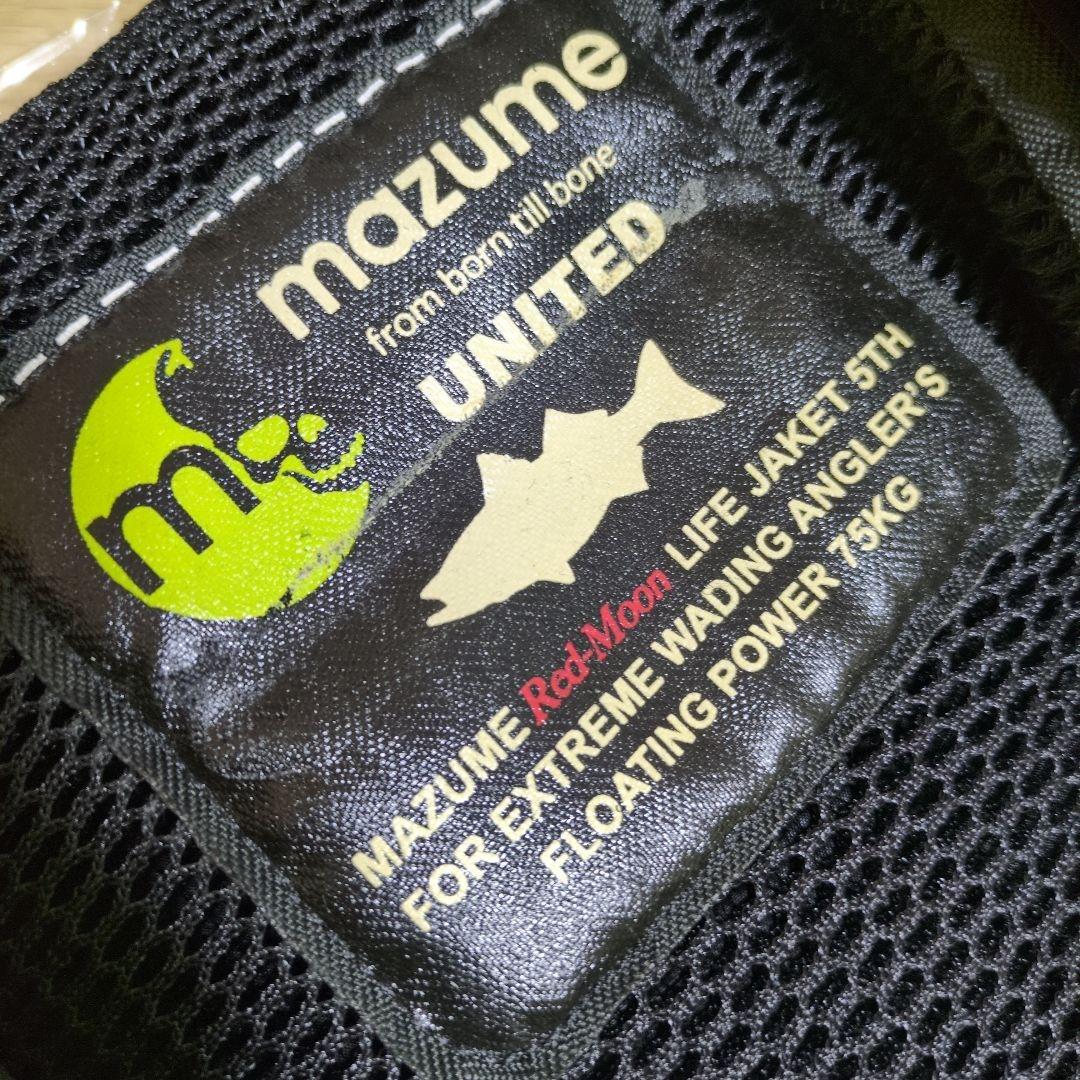 mazume
from born till bone
UNITED
m
MAZUME Red-Moon LIFE JAKET 5TH
FOR EXTREME WADING ANGLER'S
FLOATING POWER 75KG